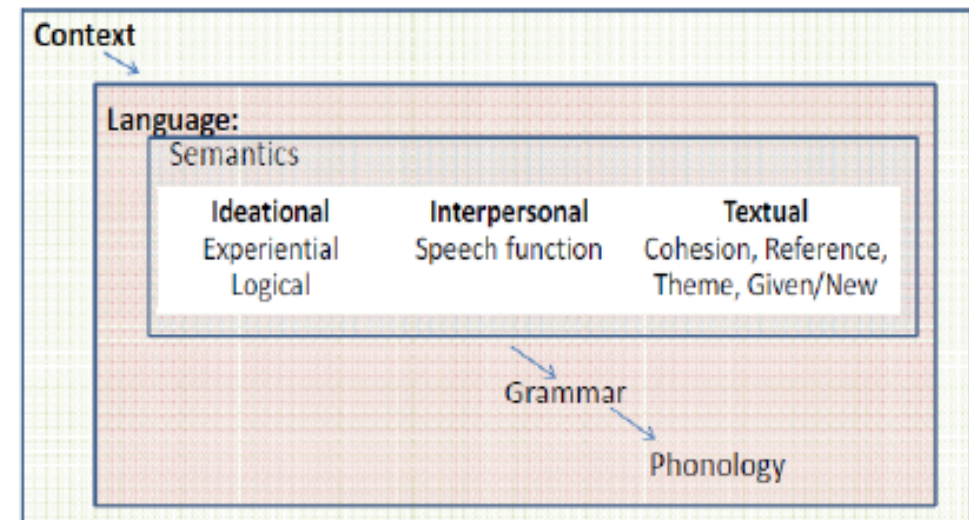 Context
Language:
Semantics
Ideational
Experiential
Logical
Interpersonal
Speech function
Textual
Cohesion, Reference,
Theme, Given/New
Grammar
Phonology